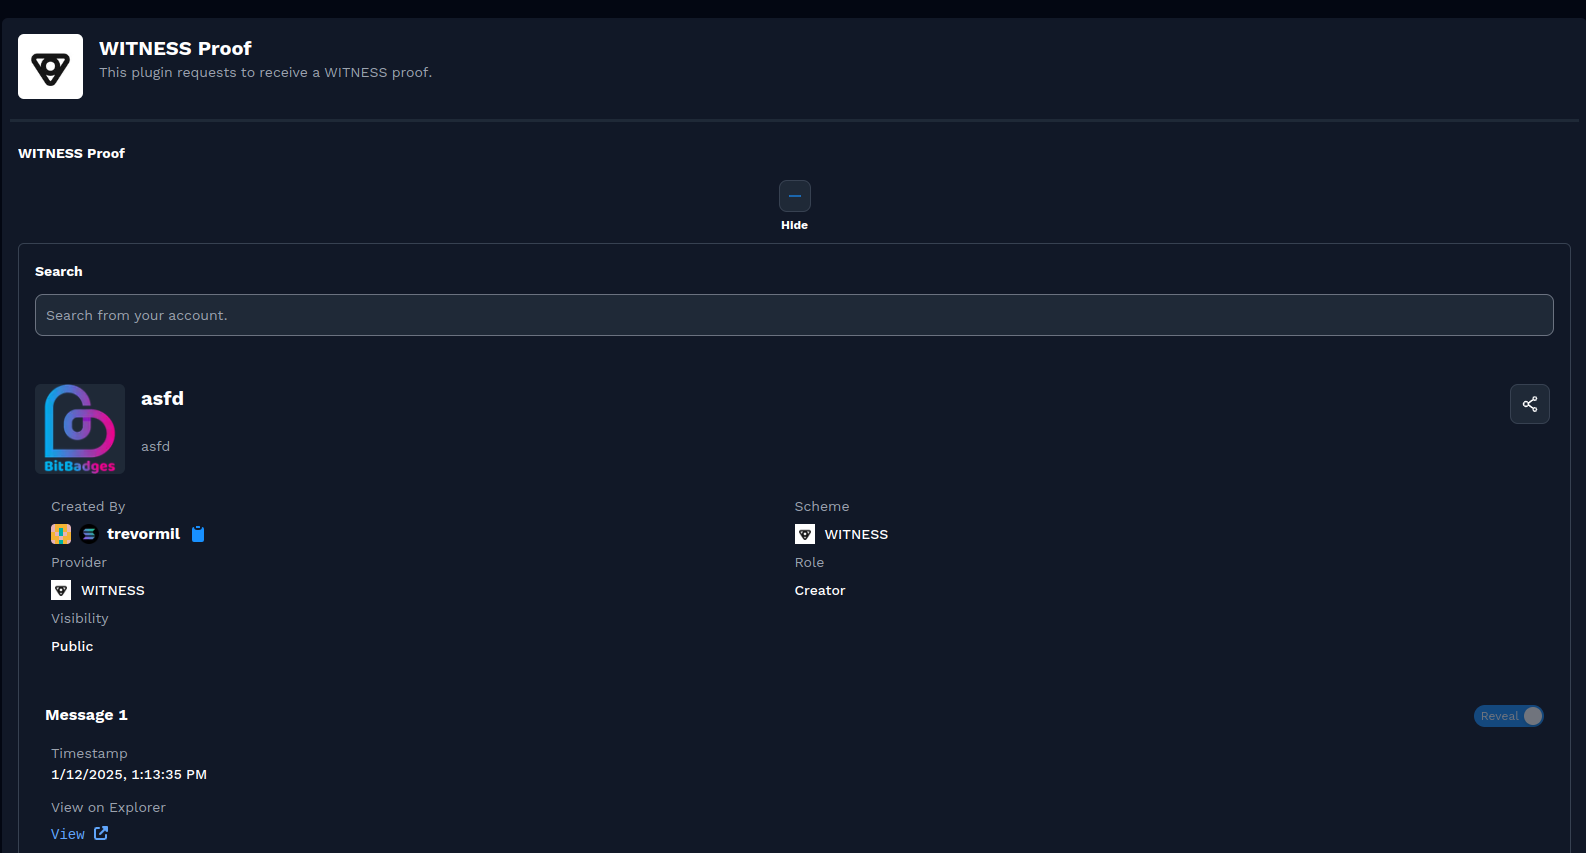 WITNESS Proof
This plugin requests to receive a WITNESS proof.
WITNESS Proof
Hide
Search
Search from your account.
BitBadges
asfd
asfd
Created By
trevormil
Scheme
WITNESS
Provider
WITNESS
Role
Creator
Visibility
Public
Message 1
Reveal
Timestamp
1/12/2025, 1:13:35 PM
View on Explorer
View